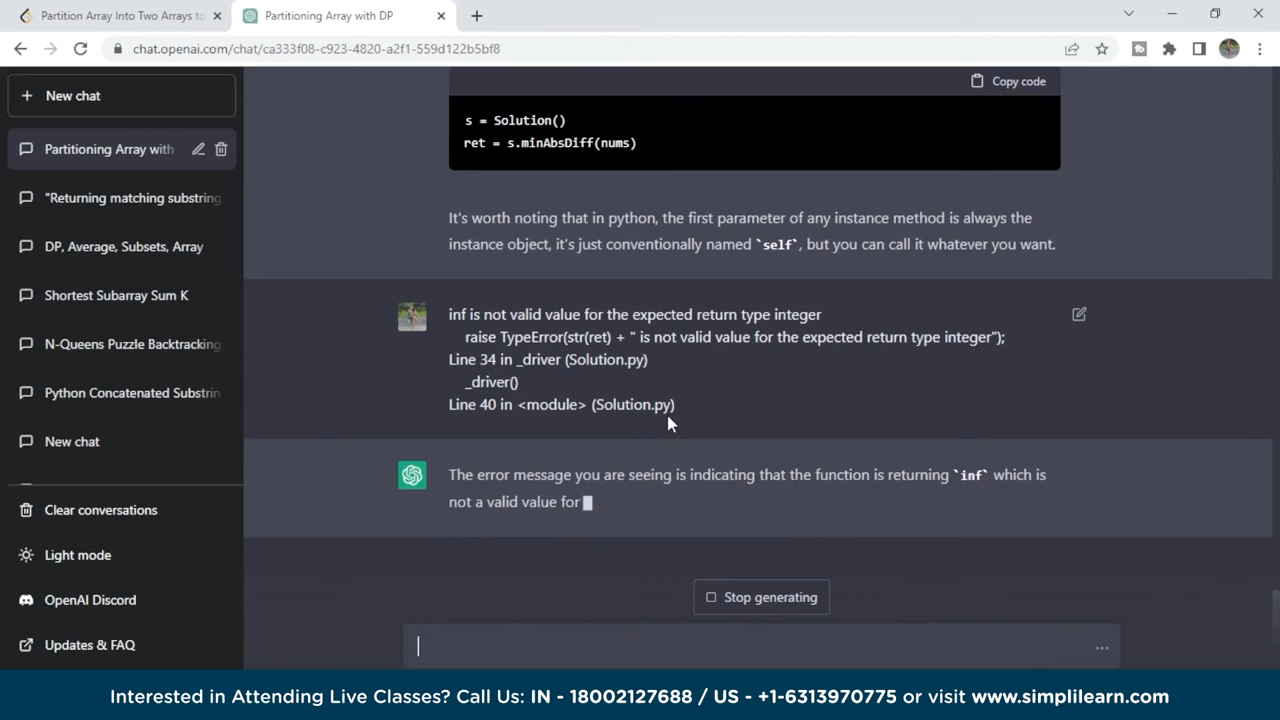 Partition Array Into Two Arrays to
Partitioning Array with DP
chat.openai.com/chat/ca333f08-c923-4820-a2f1-559d122b5bf8
New chat
Partitioning Array with
"Returning matching substring
DP, Average, Subsets, Array
Shortest Subarray Sum K
N-Queens Puzzle Backtracking
Python Concatenated Substrin
New chat
Clear conversations
Light mode
OpenAI Discord
Updates & FAQ
Copy code
s = Solution()
ret = s.minAbsDiff(nums)
It's worth noting that in python, the first parameter of any instance method is always the
instance object, it's just conventionally named `self`, but you can call it whatever you want.
inf is not valid value for the expected return type integer
raise TypeError(str(ret) + " is not valid value for the expected return type integer");
Line 34 in _driver (Solution.py)
_driver()
Line 40 in <module> (Solution.py)
The error message you are seeing is indicating that the function is returning `inf` which is
not a valid value for
Stop generating
Interested in Attending Live Classes? Call Us: IN - 18002127688 / US - +1-6313970775 or visit www.simplilearn.com